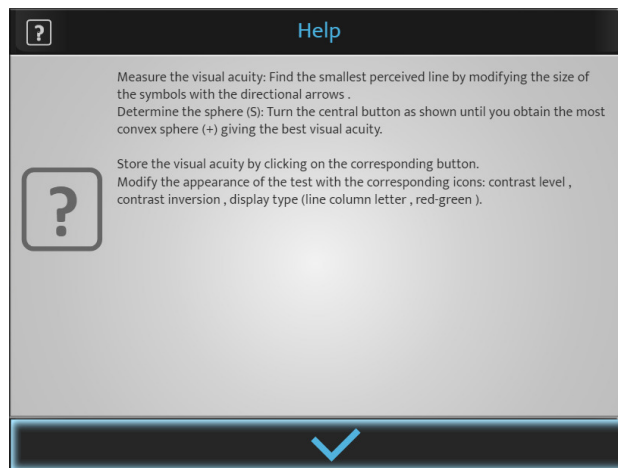 Help
Measure the visual acuity: Find the smallest perceived line by modifying the size of
the symbols with the directional arrows .
Determine the sphere (S): Turn the central button as shown until you obtain the most
convex sphere (+) giving the best visual acuity.
Store the visual acuity by clicking on the corresponding button.
Modify the appearance of the test with the corresponding icons: contrast level ,
contrast inversion , display type (line column letter , red-green ).